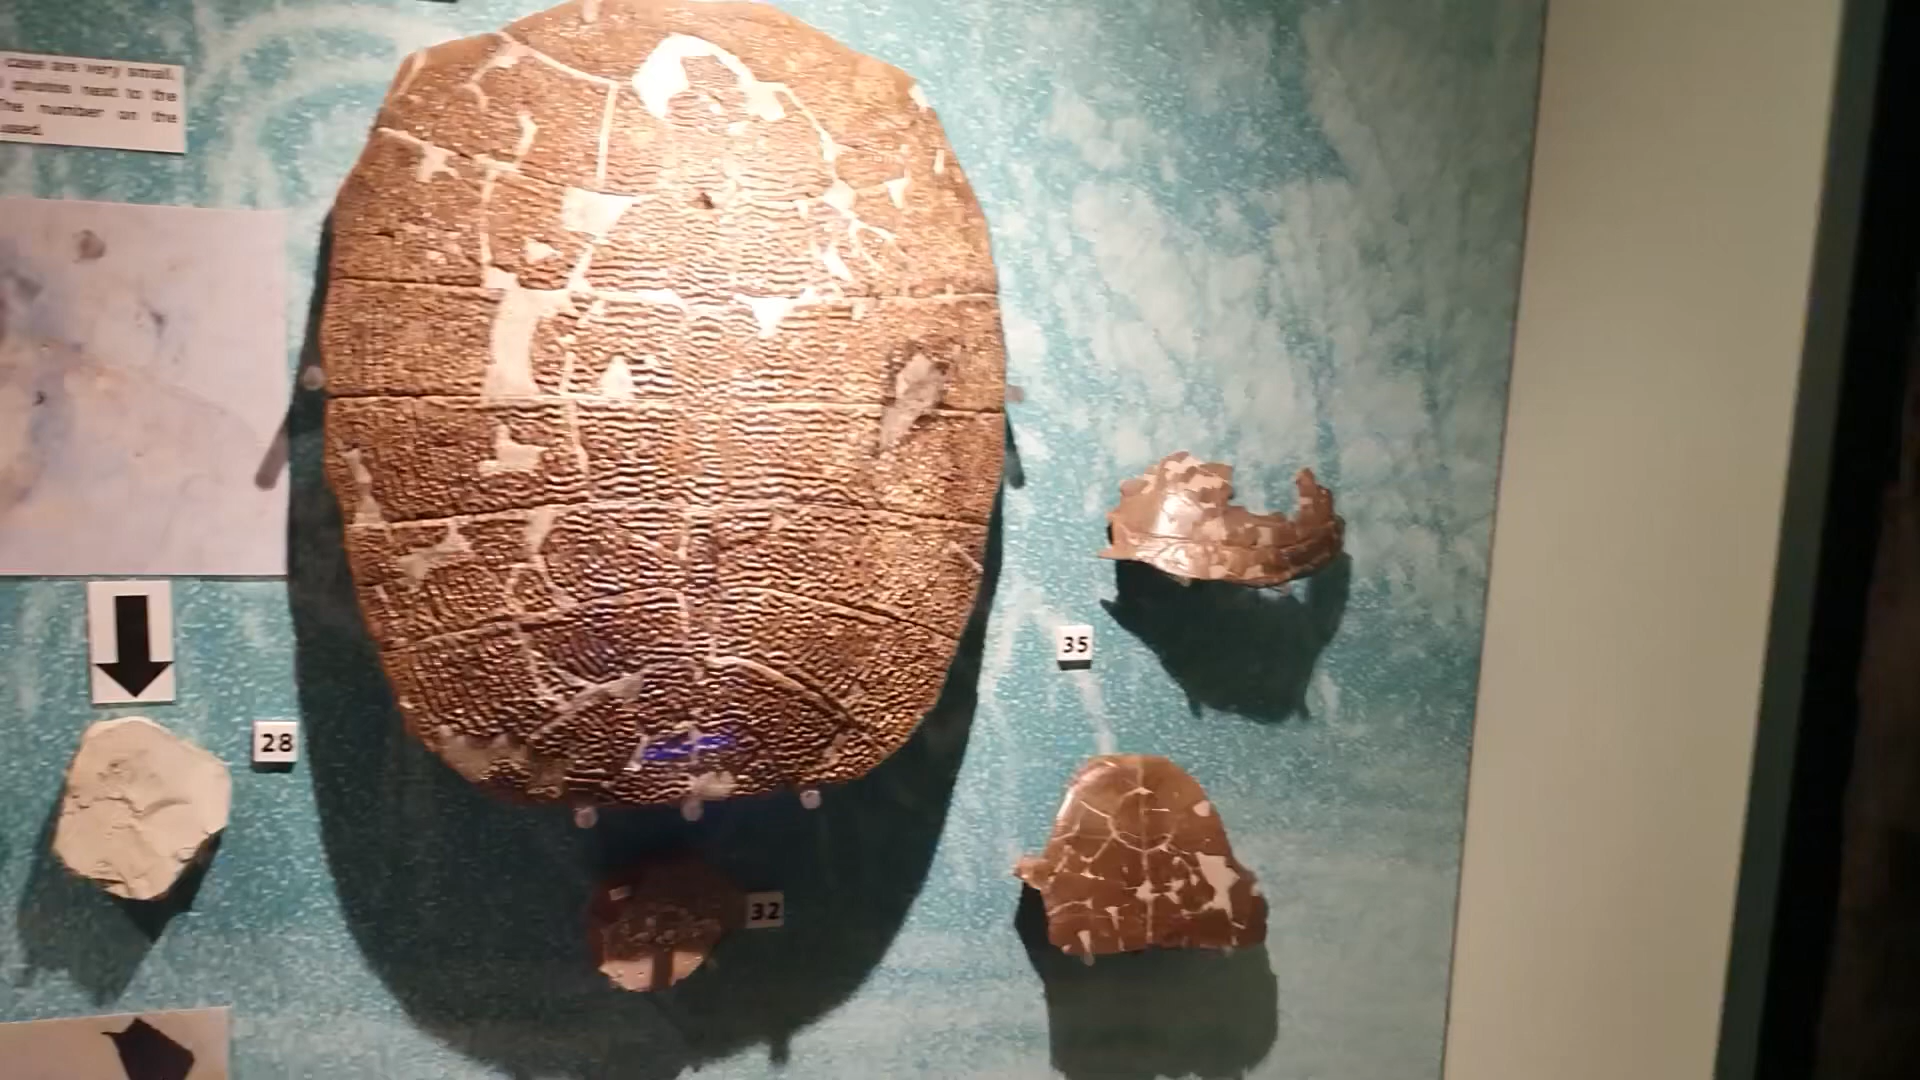 case are very small.
photos next to the
The number on the
used.
35
28
32